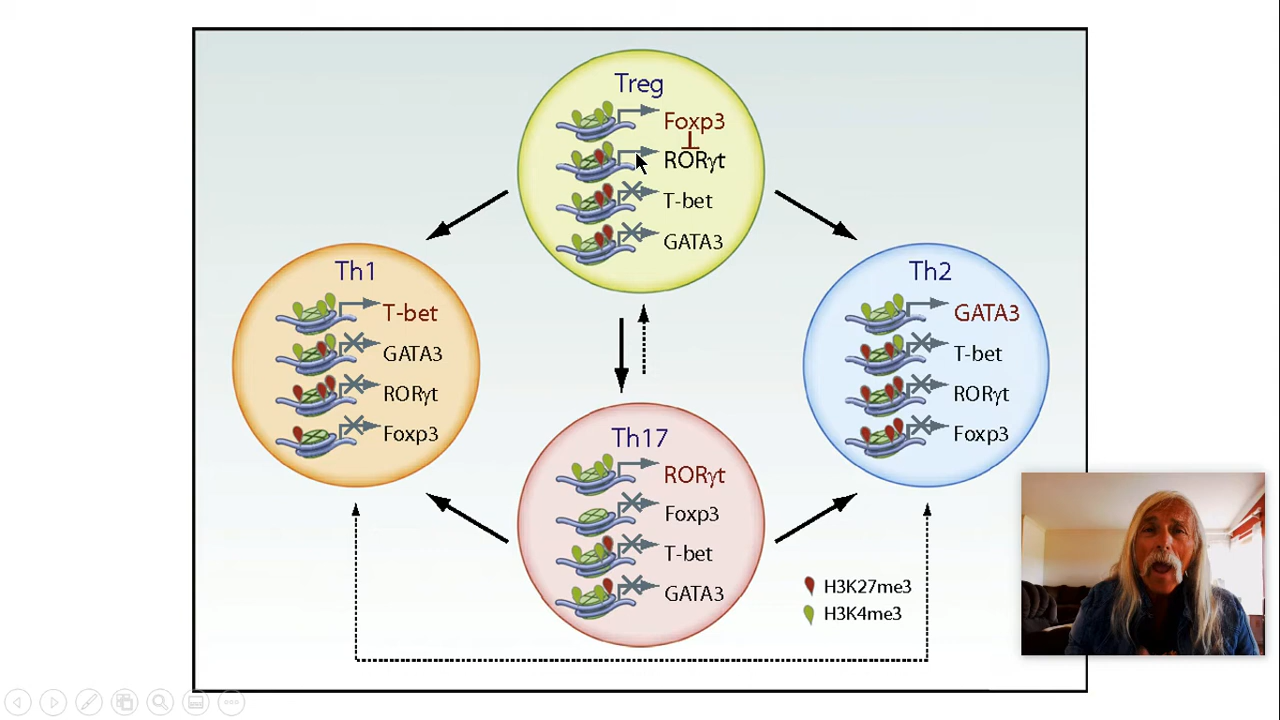 Treg
Foxp3
RORγt
T-bet
GATA3
Th1
T-bet
GATA3
RORγt
Foxp3
Th2
GATA3
T-bet
RORγt
Foxp3
Th17
RORγt
Foxp3
T-bet
GATA3
H3K27me3
H3K4me3